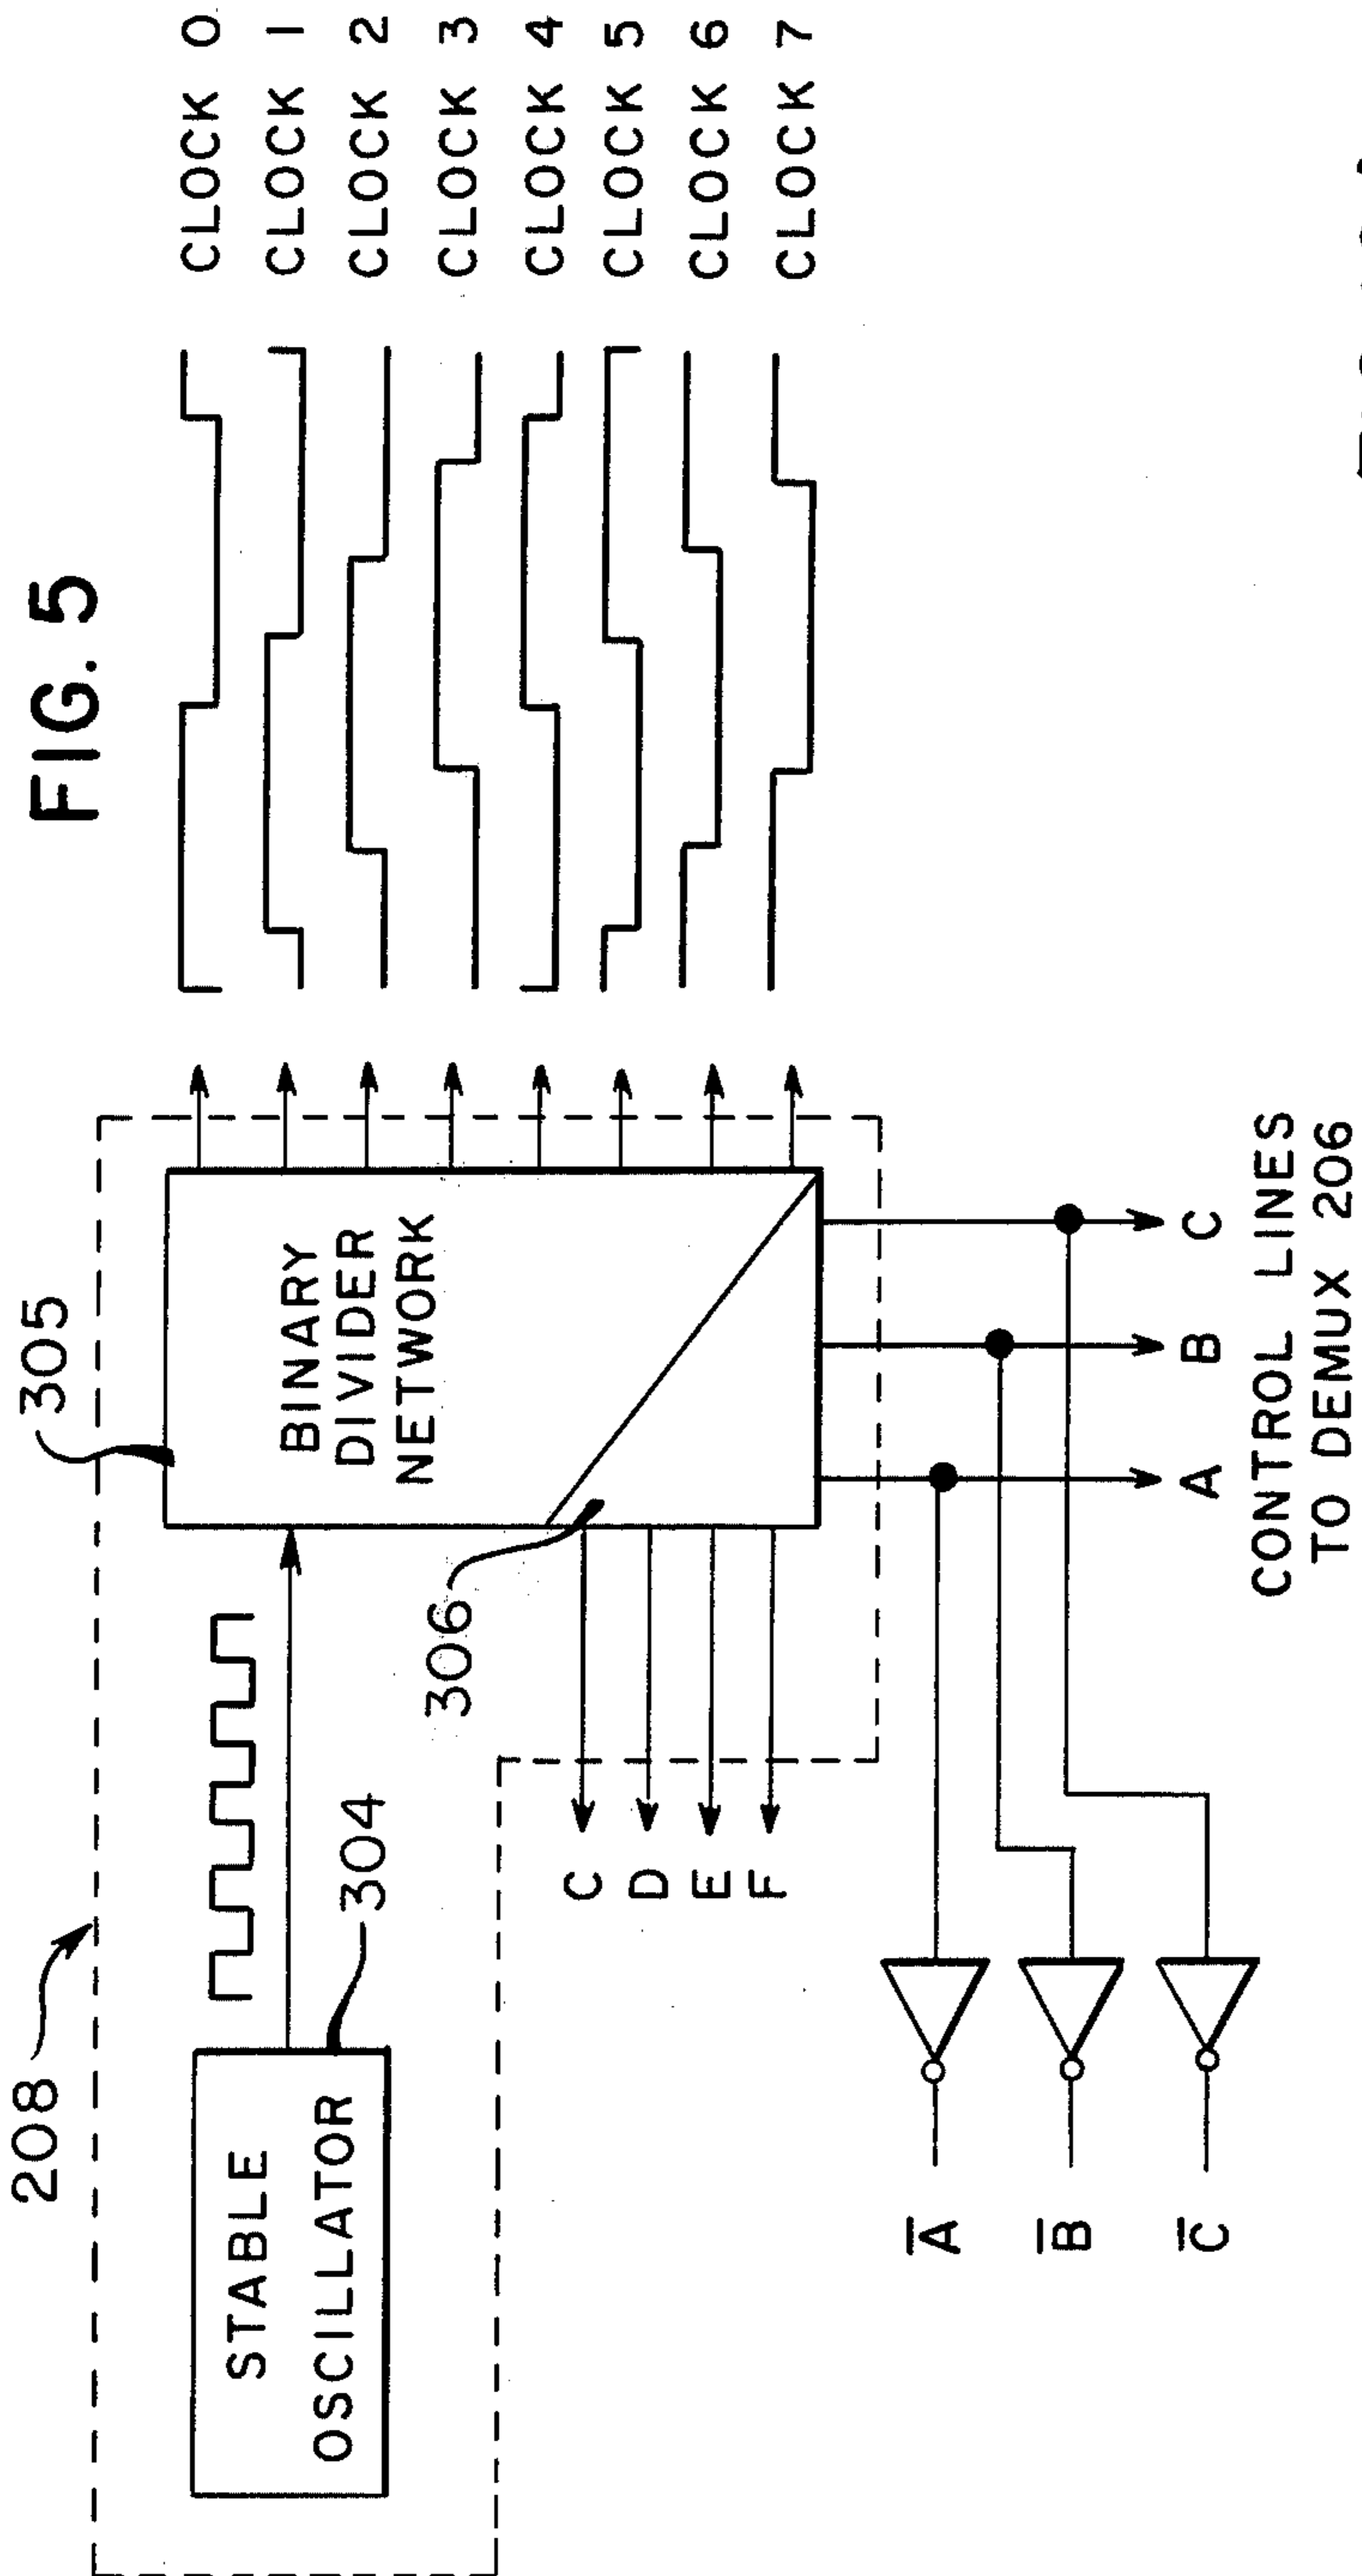 FIG. 5
208
305
STABLE
OSCILLATOR
304
BINARY
DIVIDER
NETWORK
306
CLOCK 0
CLOCK 1
CLOCK 2
CLOCK 3
CLOCK 4
CLOCK 5
CLOCK 6
CLOCK 7
C
D
E
F
A̅
B̅
C̅
A B C
CONTROL LINES
TO DEMUX 206